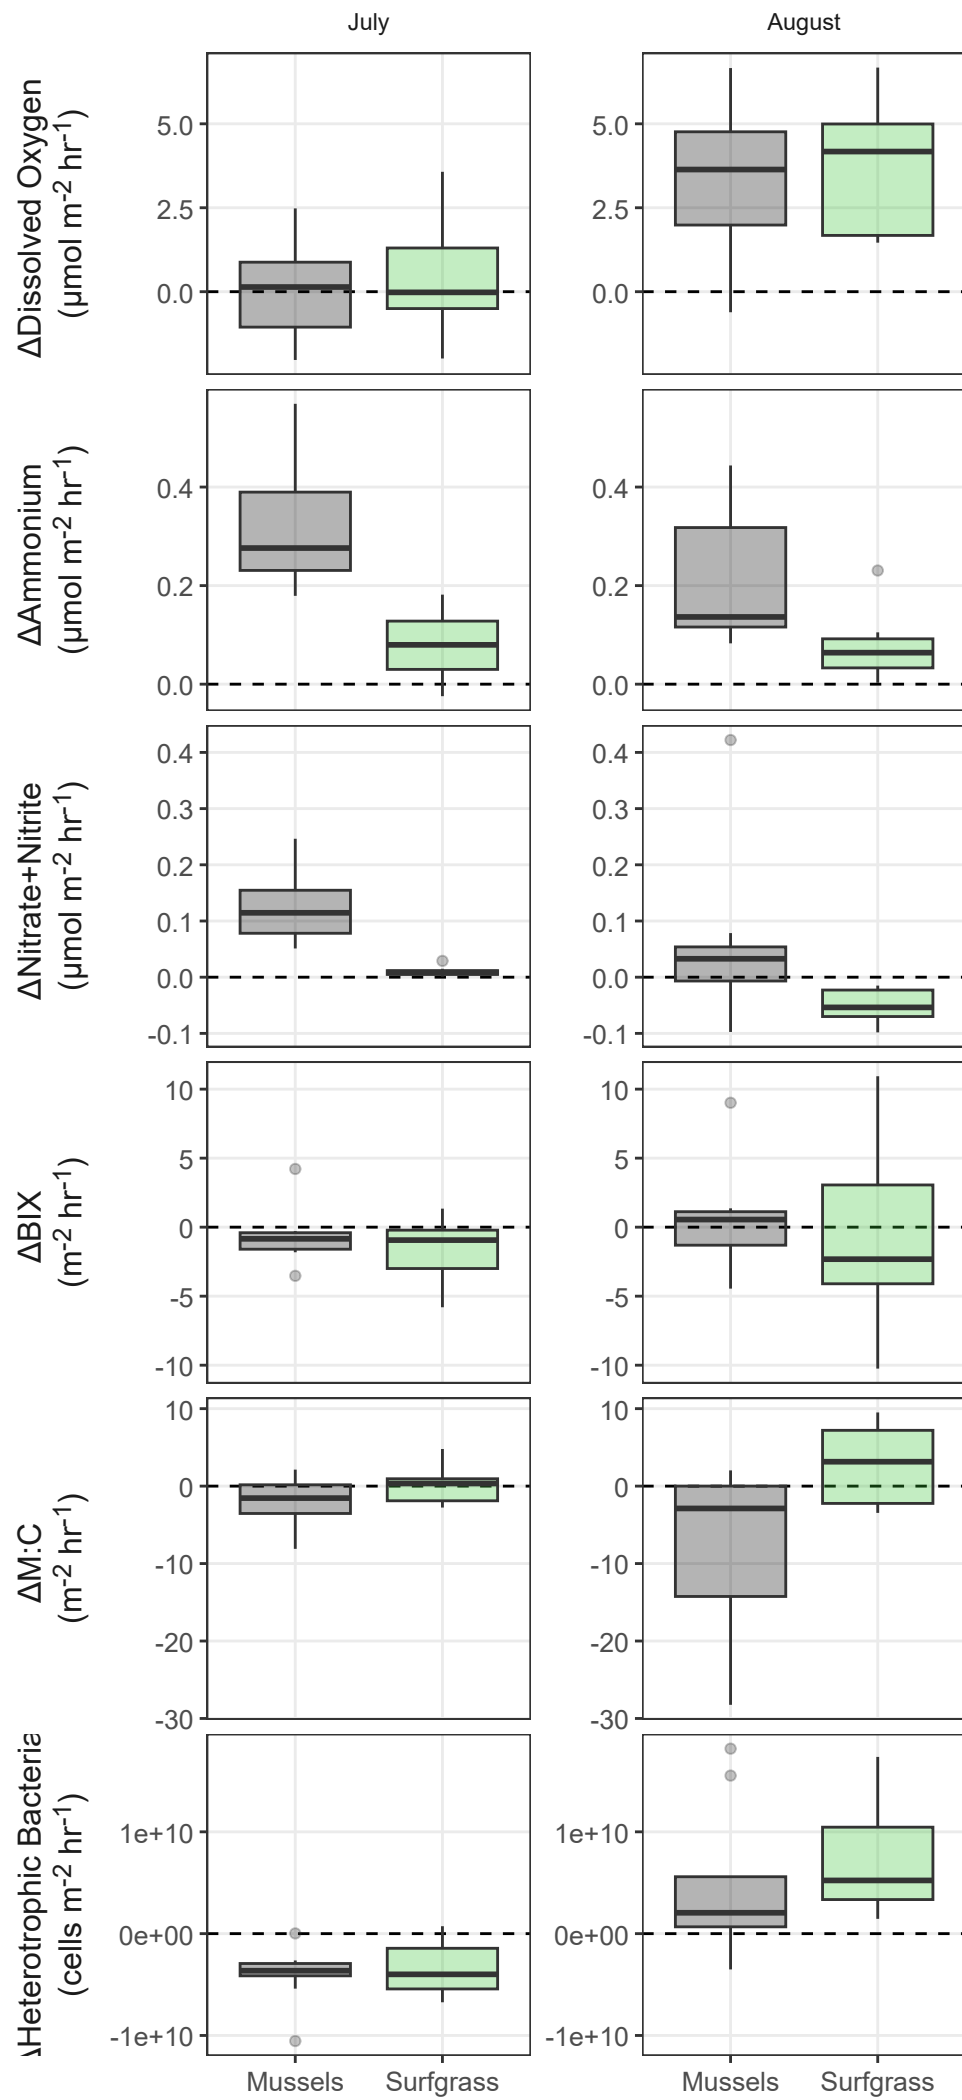 July
August
ΔDissolved Oxygen
(μmol m-2 hr-1)
5.0
2.5
0.0
5.0
2.5
0.0
ΔAmmonium
(μmol m-2 hr-1)
0.4
0.2
0.0
0.4
0.2
0.0
ΔNitrate+Nitrite
(μmol m-2 hr-1)
0.4
0.3
0.2
0.1
0.0
-0.1
0.4
0.3
0.2
0.1
0.0
-0.1
ΔBIX
(m-2 hr-1)
10
5
0
-5
-10
10
5
0
-5
-10
ΔM:C
(m-2 hr-1)
10
0
-10
-20
-30
10
0
-10
-20
-30
ΔHeterotrophic Bacteria
(cells m-2 hr-1)
1e+10
0e+00
-1e+10
1e+10
0e+00
-1e+10
Mussels
Surfgrass
Mussels
Surfgrass